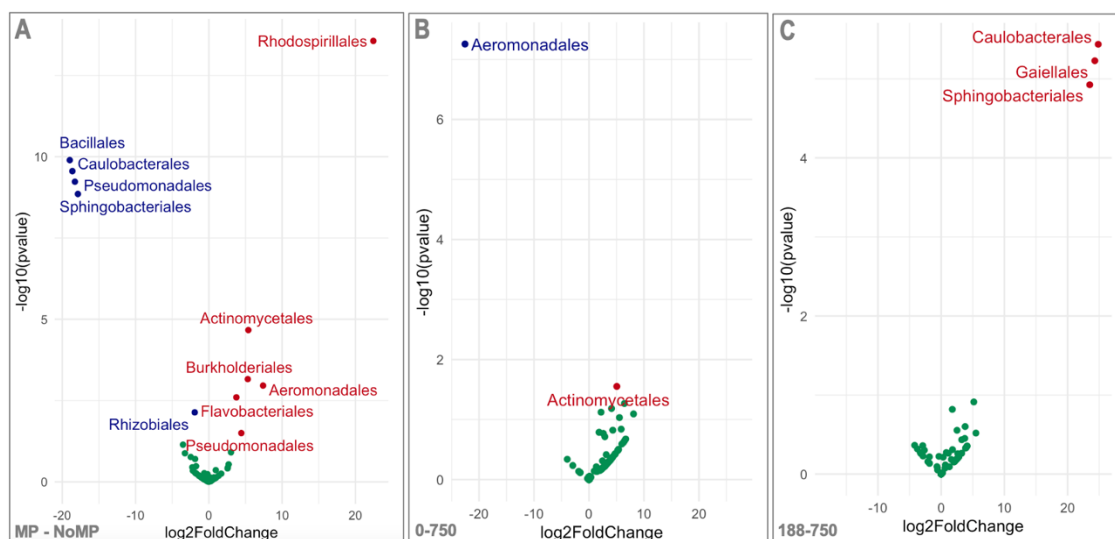 A
Rhodospirillales
10
Bacillales
Caulobacterales
Pseudomonadales
Sphingobacteriales
-log10(pvalue)
5
Actinomycetales
Burkholderiales
Aeromonadales
Flavobacteriales
Rhizobiales
Pseudomonadales
0
-20
-10
0
10
20
MP - NoMP
log2FoldChange
B
Aeromonadales
6
-log10(pvalue)
4
2
Actinomycetales
0
-20
-10
0
10
20
0-750
log2FoldChange
C
Caulobacterales
Gaiellales
Sphingobacteriales
4
-log10(pvalue)
2
0
-20
-10
0
10
20
188-750
log2FoldChange